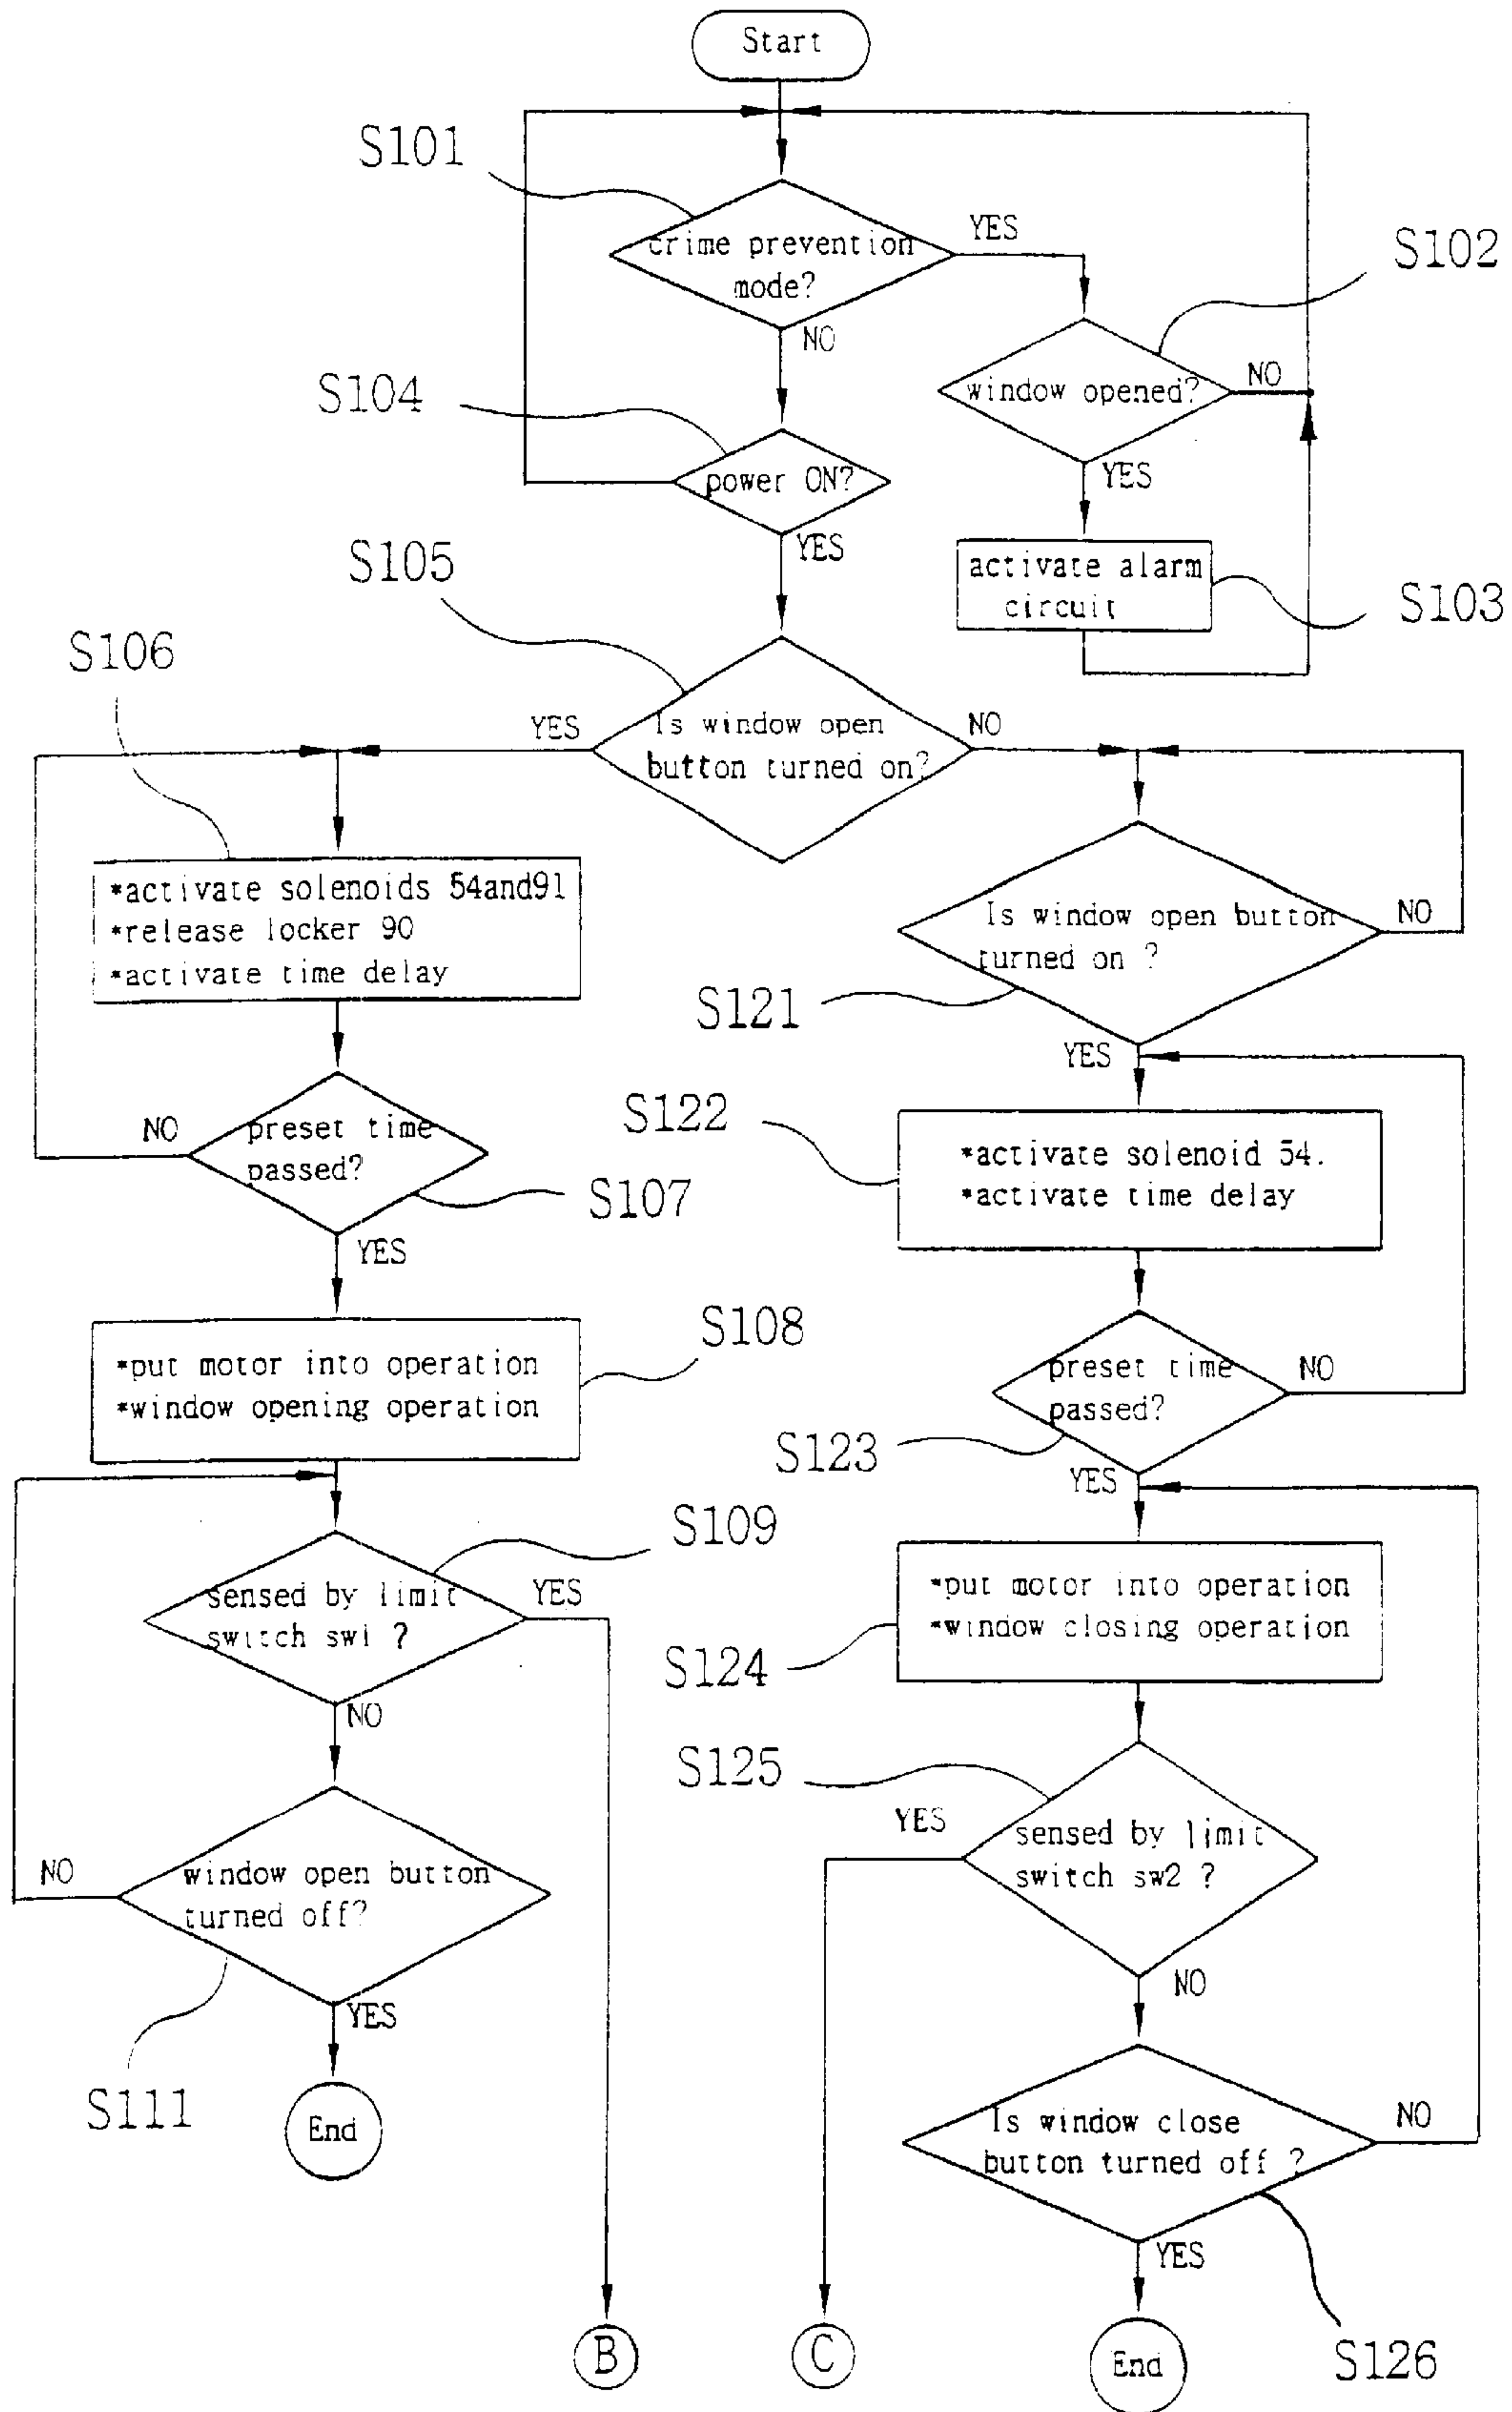 Start
S101
crime prevention
mode?
YES
NO
S102
window opened?
NO
YES
S104
power ON?
YES
activate alarm
circuit
S103
S105
Is window open
button turned on?
YES
NO
S106
*activate solenoids 54and91
*release locker 90
*activate time delay
Is window open button
turned on ?
NO
S121
YES
preset time
passed?
NO
S107
YES
S122
*activate solenoid 54.
*activate time delay
S108
*put motor into operation
*window opening operation
preset time
passed?
NO
S123
YES
S109
sensed by limit
switch sw1 ?
YES
NO
*put motor into operation
*window closing operation
S124
S125
YES
sensed by limit
switch sw2 ?
NO
NO
window open button
turned off?
YES
S111
End
Is window close
button turned off ?
NO
YES
S126
B
C
End